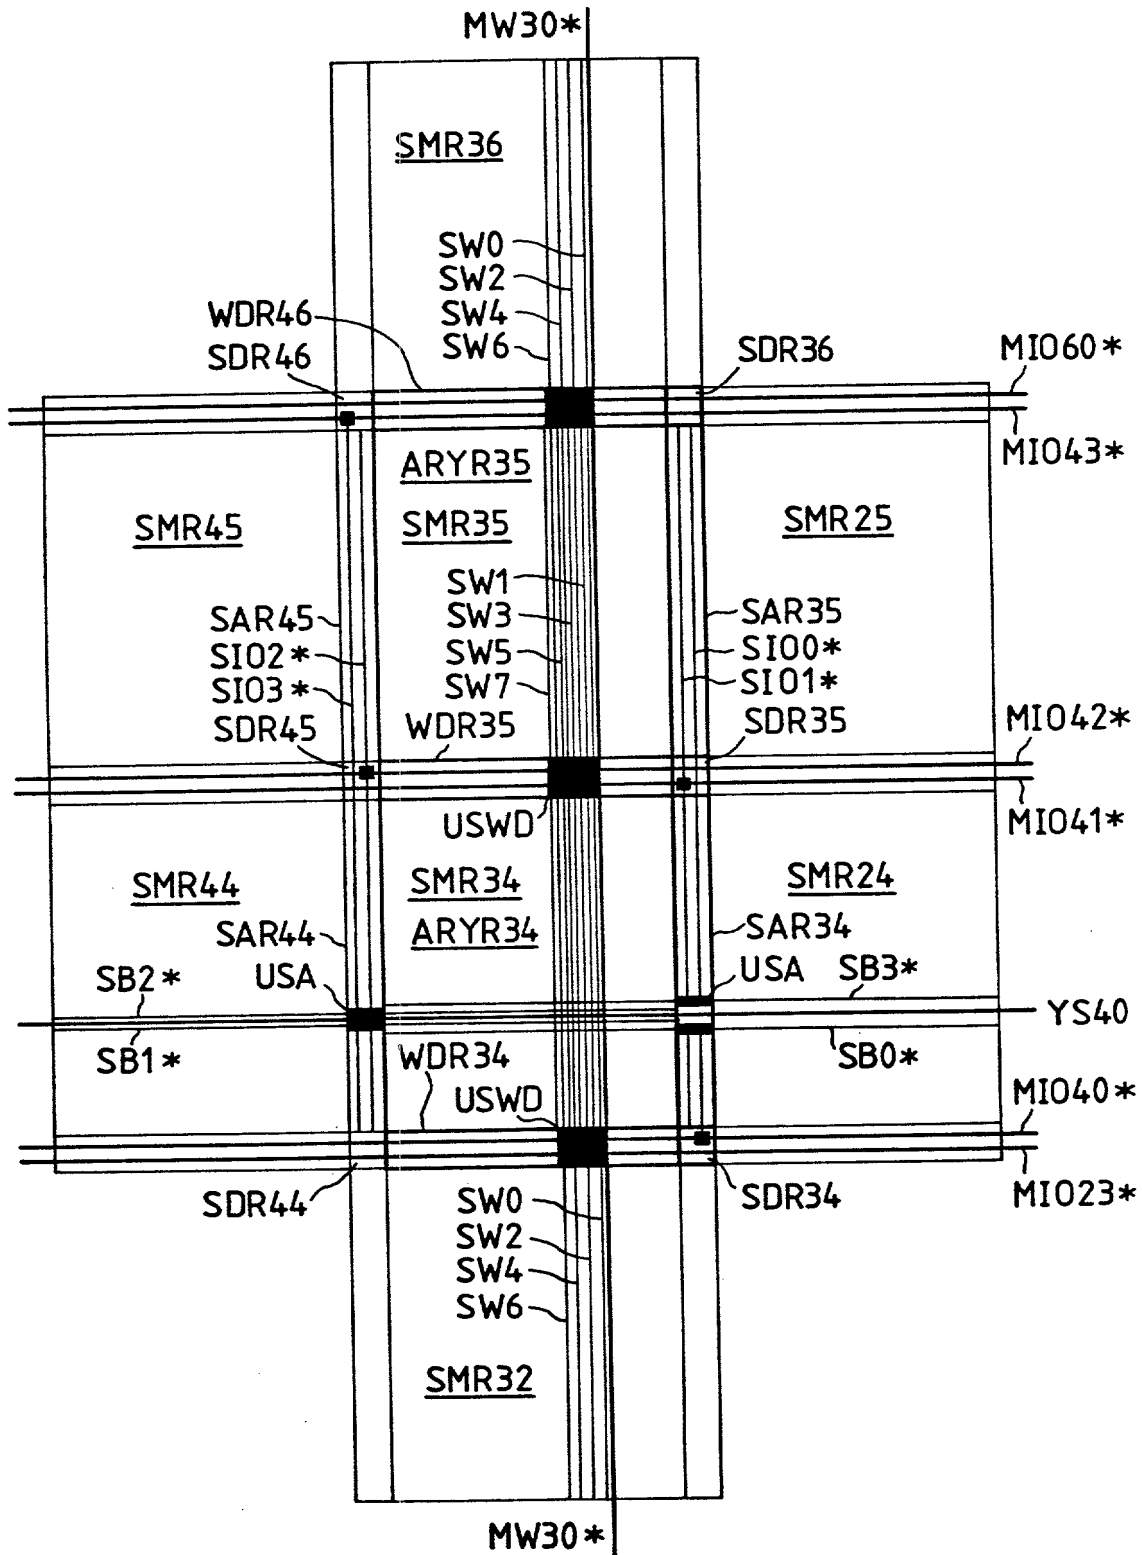 MW30*
SMR36
SW0
SW2
SW4
SW6
WDR46
SDR46
SDR36
MIO60*
MIO43*
ARYR35
SMR45
SMR35
SMR25
SW1
SW3
SW5
SW7
SAR45
SIO2*
SIO3*
SDR45
SAR35
SIO0*
SIO1*
SDR35
WDR35
MIO42*
MIO41*
USWD
SMR44
SMR34
SMR24
ARYR34
SAR44
SAR34
USA
USA
SB2*
SB3*
YS40
SB1*
WDR34
SB0*
USWD
MIO40*
MIO23*
SDR44
SDR34
SW0
SW2
SW4
SW6
SMR32
MW30*